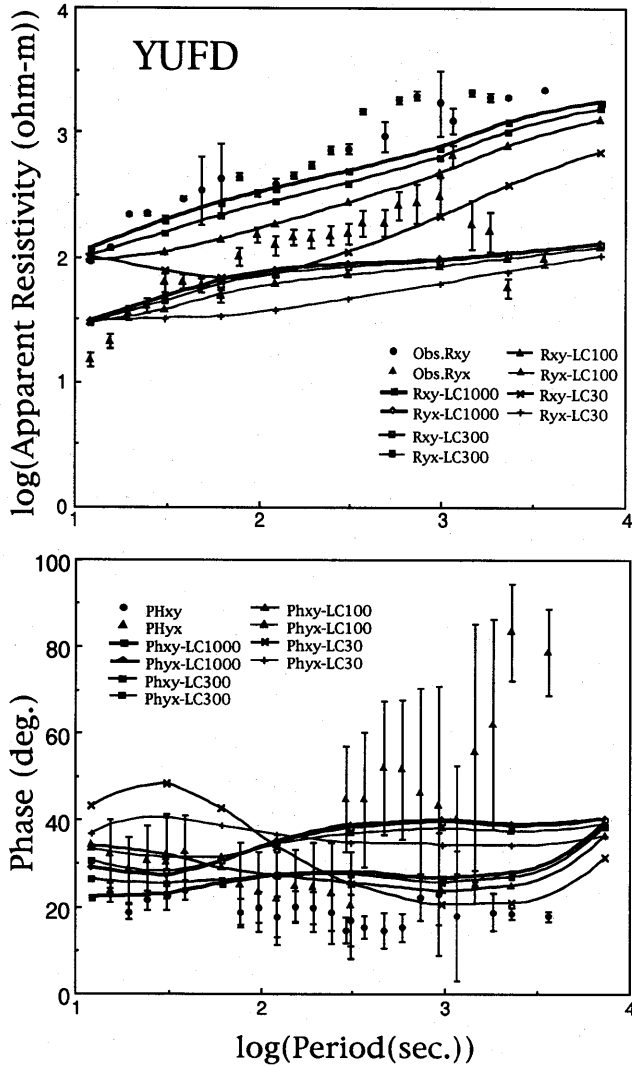 YUFD
log(Apparent Resistivity (ohm-m)
4
3
2
1
0
Obs.Rxy
Obs.Ryx
Rxy-LC1000
Ryx-LC1000
Rxy-LC300
Ryx-LC300
Rxy-LC100
Ryx-LC100
Rxy-LC30
Ryx-LC30
1
2
3
4
Phase (deg.)
100
80
60
40
20
0
PHxy
PHyx
Phxy-LC1000
Phyx-LC1000
Phxy-LC300
Phyx-LC300
Phxy-LC100
Phyx-LC100
Phxy-LC30
Phyx-LC30
1
2
3
4
log(Period(sec.))